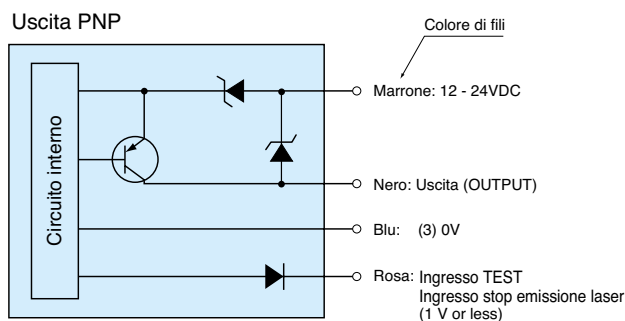 Uscita PNP
Colore di fili
Circuito interno
Marrone: 12 - 24VDC
Nero: Uscita (OUTPUT)
Blu: (3) 0V
Rosa: Ingresso TEST
Ingresso stop emissione laser
(1 V or less)